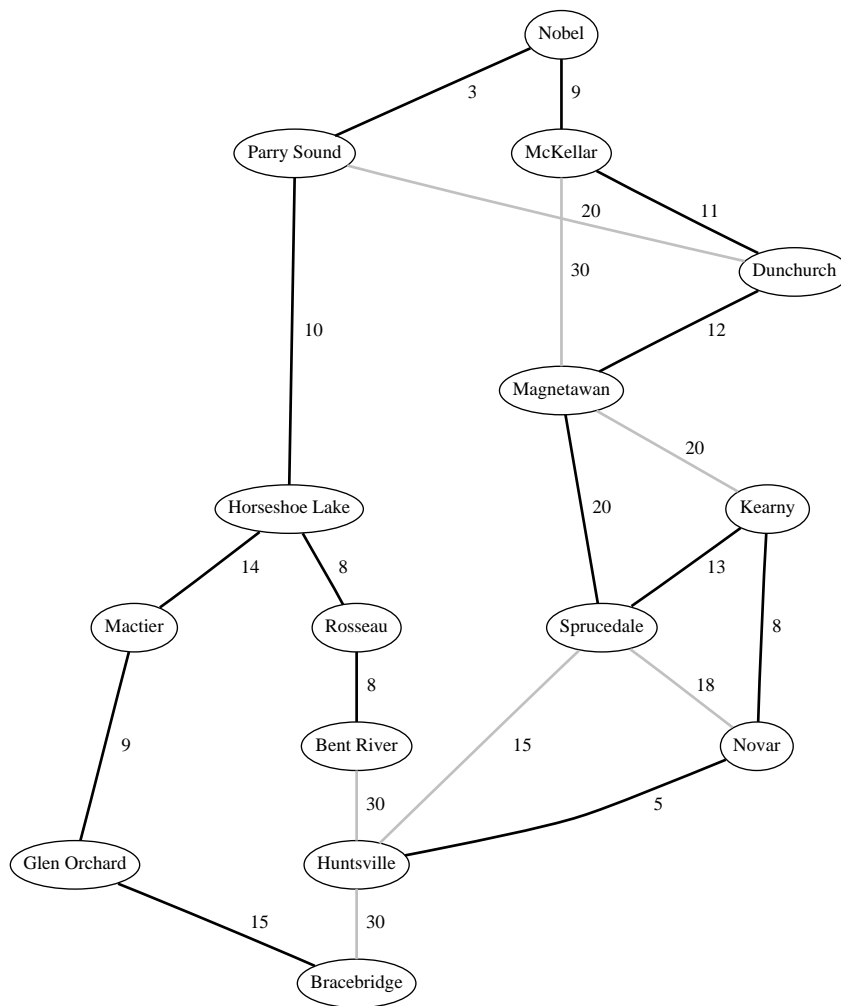 Nobel
3
9
Parry Sound
McKellar
20
11
30
Dunchurch
10
12
Magnetawan
20
20
Horseshoe Lake
Kearny
14
8
13
Mactier
Rosseau
Sprucedale
8
8
18
Bent River
Novar
9
15
30
5
Glen Orchard
Huntsville
15
30
Bracebridge